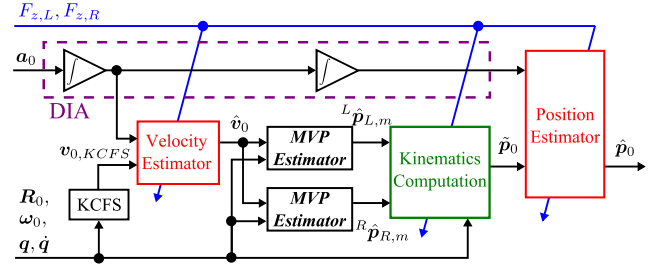 F_{z,L}, F_{z,R}
a_0
∫
∫
DIA
Velocity
Estimator
v̂_0
v_{0,KCFS}
KCFS
R_0,
ω_0,
q, q̇
MVP
Estimator
MVP
Estimator
^L p̂_{L,m}
^R p̂_{R,m}
Kinematics
Computation
p̃_0
Position
Estimator
p̂_0